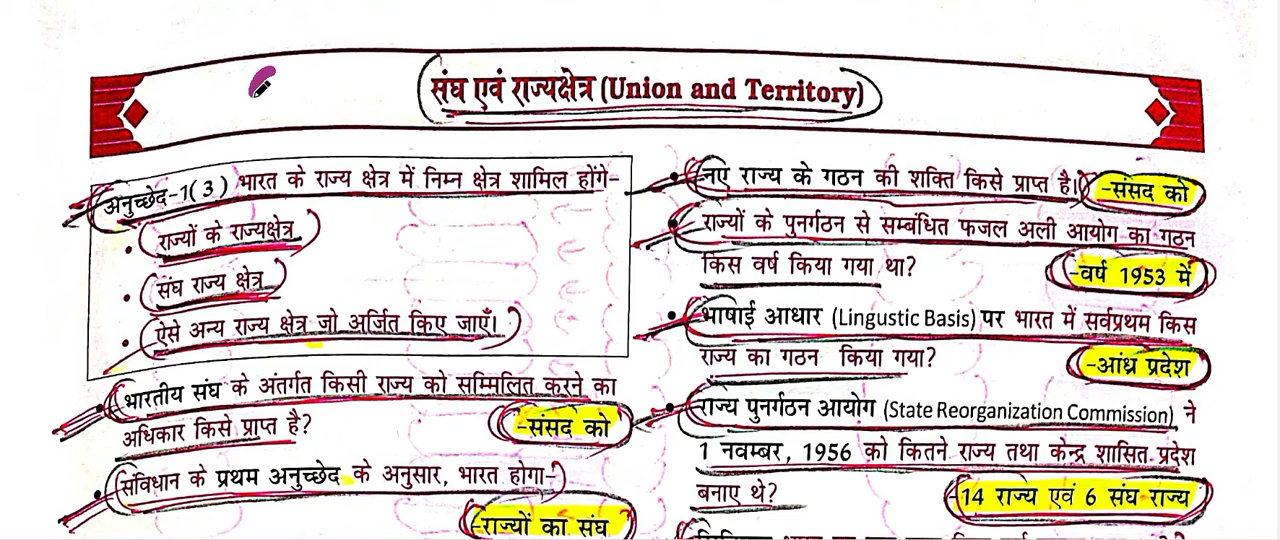 संघ एवं राज्यक्षेत्र (Union and Territory)
अनुच्छेद-1(3) भारत के राज्य क्षेत्र में निम्न क्षेत्र शामिल होंगे-
• राज्यों के राज्यक्षेत्र
• संघ राज्य क्षेत्र
• ऐसे अन्य राज्य क्षेत्र जो अर्जित किए जाएँ।
• भारतीय संघ के अंतर्गत किसी राज्य को सम्मिलित करने का
अधिकार किसे प्राप्त है?
-संसद को
• संविधान के प्रथम अनुच्छेद के अनुसार, भारत होगा-
-राज्यों का संघ
• नए राज्य के गठन की शक्ति किसे प्राप्त है।
-संसद को
• राज्यों के पुनर्गठन से सम्बंधित फजल अली आयोग का गठन
किस वर्ष किया गया था?
-वर्ष 1953 में
• भाषाई आधार (Lingustic Basis) पर भारत में सर्वप्रथम किस
राज्य का गठन किया गया?
-आंध्र प्रदेश
• राज्य पुनर्गठन आयोग (State Reorganization Commission) ने
1 नवम्बर, 1956 को कितने राज्य तथा केन्द्र शासित प्रदेश
बनाए थे?
-14 राज्य एवं 6 संघ राज्य